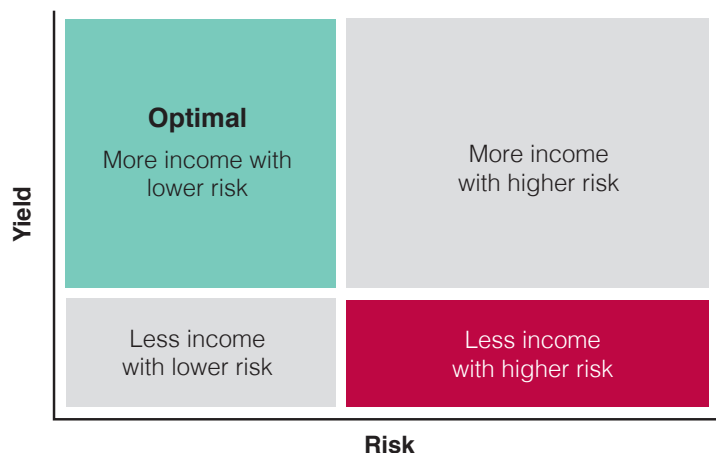 Optimal
More income with
lower risk
More income
with higher risk
Yield
Less income
with lower risk
Less income
with higher risk
Risk